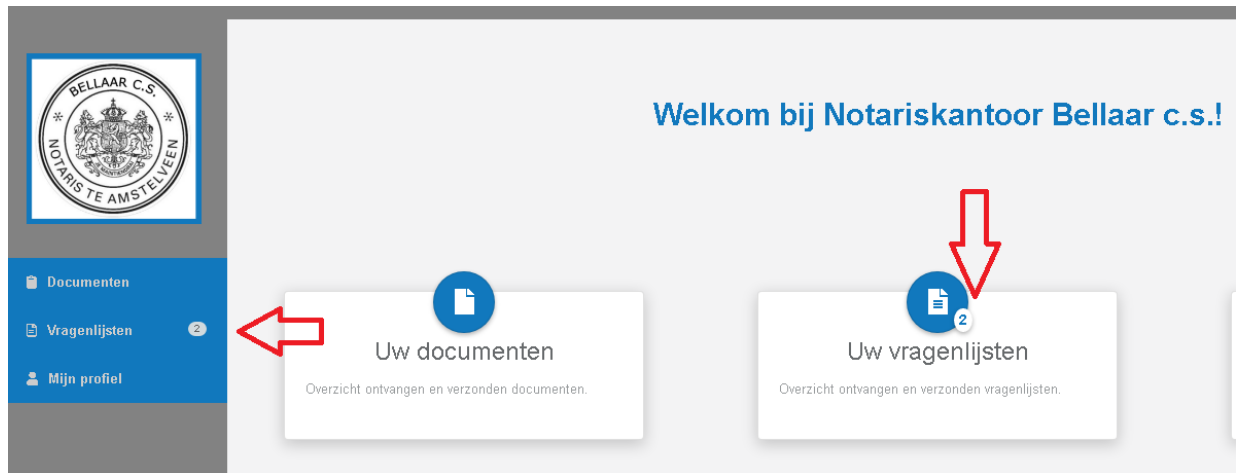 BELLAAR C.S.
NOTARIS TE AMSTELVEEN
Welkom bij Notariskantoor Bellaar c.s.!
Documenten
Vragenlijsten 2
Mijn profiel
Uw documenten
Overzicht ontvangen en verzonden documenten.
2
Uw vragenlijsten
Overzicht ontvangen en verzonden vragenlijsten.